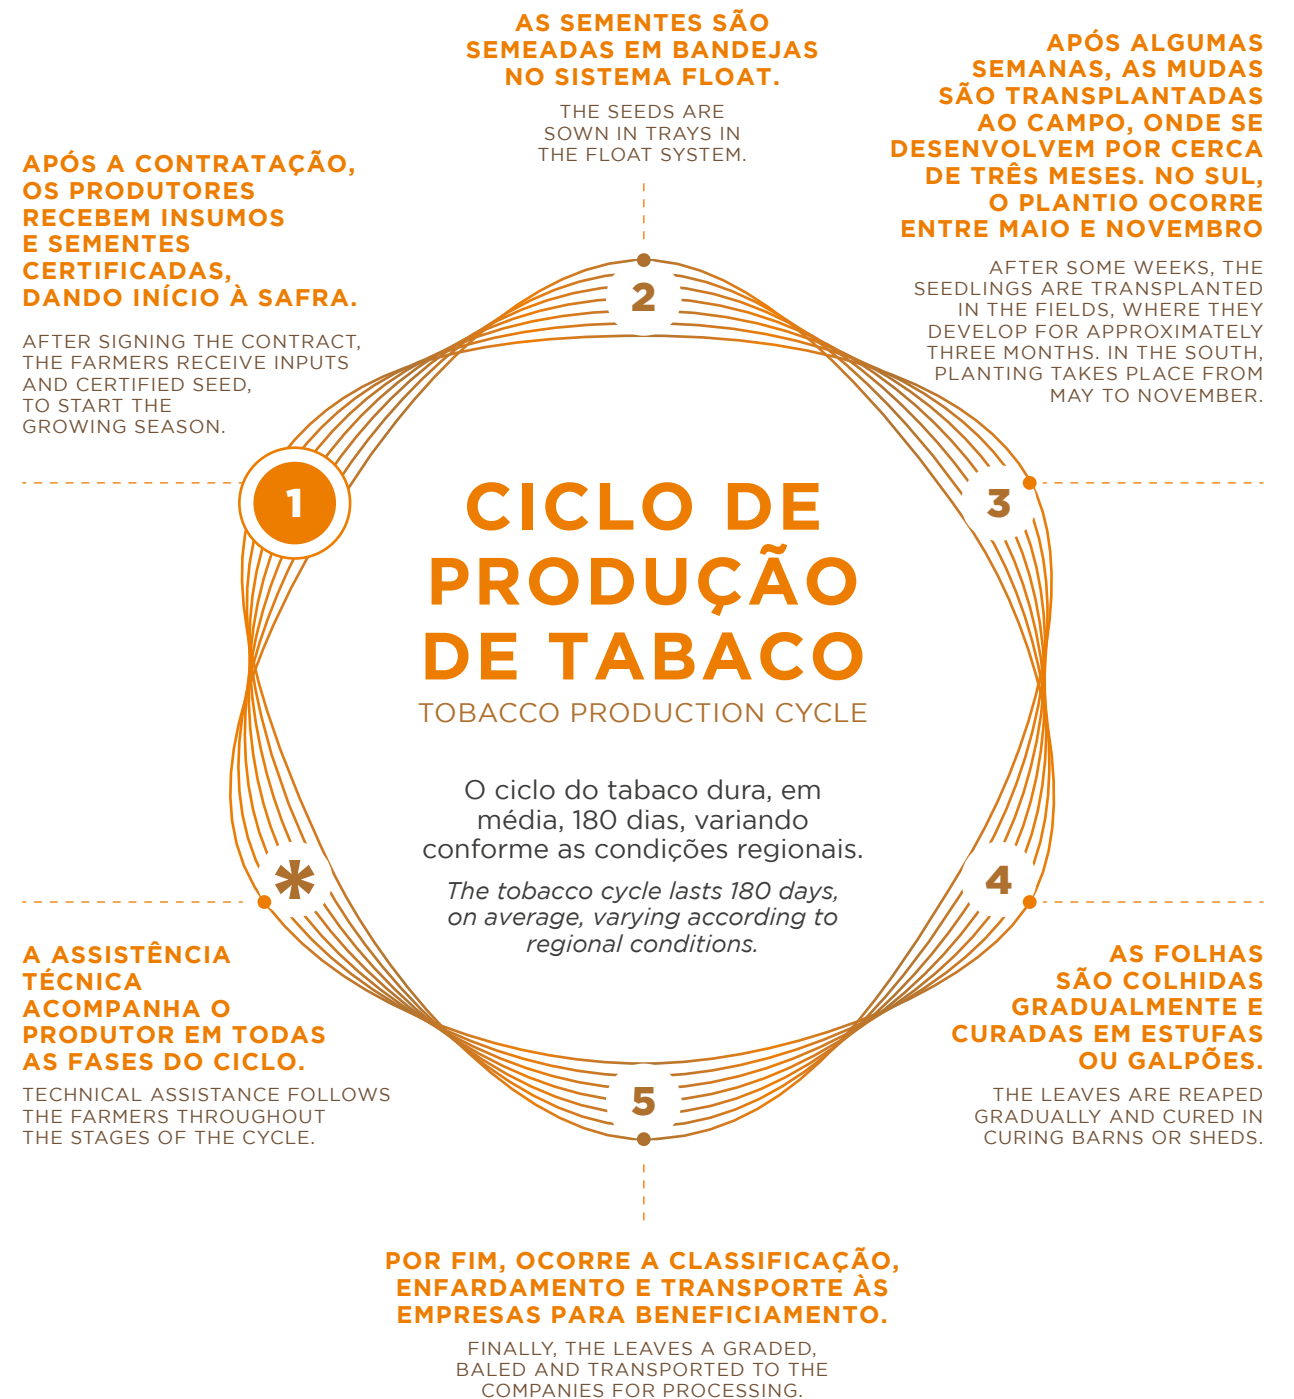 CICLO DE
PRODUÇÃO
DE TABACO
TOBACCO PRODUCTION CYCLE
O ciclo do tabaco dura, em
média, 180 dias, variando
conforme as condições regionais.
The tobacco cycle lasts 180 days,
on average, varying according to
regional conditions.
1
APÓS A CONTRATAÇÃO,
OS PRODUTORES
RECEBEM INSUMOS
E SEMENTES
CERTIFICADAS,
DANDO INÍCIO À SAFRA.
AFTER SIGNING THE CONTRACT,
THE FARMERS RECEIVE INPUTS
AND CERTIFIED SEED,
TO START THE
GROWING SEASON.
2
AS SEMENTES SÃO
SEMEADAS EM BANDEJAS
NO SISTEMA FLOAT.
THE SEEDS ARE
SOWN IN TRAYS IN
THE FLOAT SYSTEM.
3
APÓS ALGUMAS
SEMANAS, AS MUDAS
SÃO TRANSPLANTADAS
AO CAMPO, ONDE SE
DESENVOLVEM POR CERCA
DE TRÊS MESES. NO SUL,
O PLANTIO OCORRE
ENTRE MAIO E NOVEMBRO
AFTER SOME WEEKS, THE
SEEDLINGS ARE TRANSPLANTED
IN THE FIELDS, WHERE THEY
DEVELOP FOR APPROXIMATELY
THREE MONTHS. IN THE SOUTH,
PLANTING TAKES PLACE FROM
MAY TO NOVEMBER.
4
AS FOLHAS
SÃO COLHIDAS
GRADUALMENTE E
CURADAS EM ESTUFAS
OU GALPÕES.
THE LEAVES ARE REAPED
GRADUALLY AND CURED IN
CURING BARNS OR SHEDS.
5
POR FIM, OCORRE A CLASSIFICAÇÃO,
ENFARDAMENTO E TRANSPORTE ÀS
EMPRESAS PARA BENEFICIAMENTO.
FINALLY, THE LEAVES A GRADED,
BALED AND TRANSPORTED TO THE
COMPANIES FOR PROCESSING.
*
A ASSISTÊNCIA
TÉCNICA
ACOMPANHA O
PRODUTOR EM TODAS
AS FASES DO CICLO.
TECHNICAL ASSISTANCE FOLLOWS
THE FARMERS THROUGHOUT
THE STAGES OF THE CYCLE.